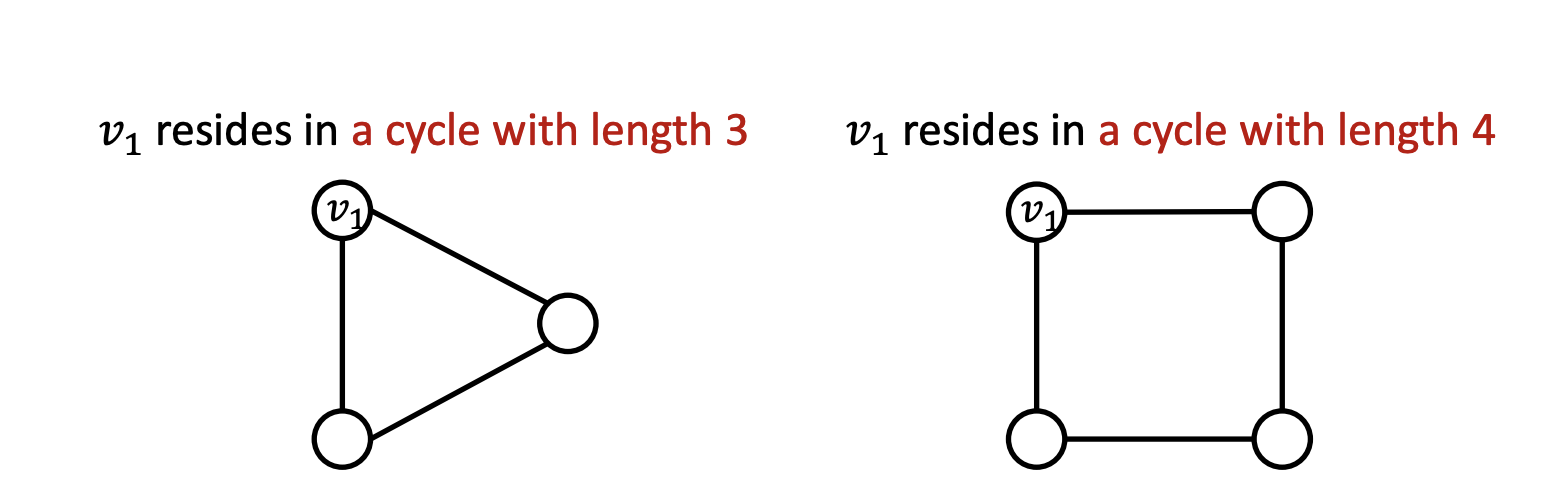 v₁ resides in a cycle with length 3
v₁ resides in a cycle with length 4
v₁
v₁